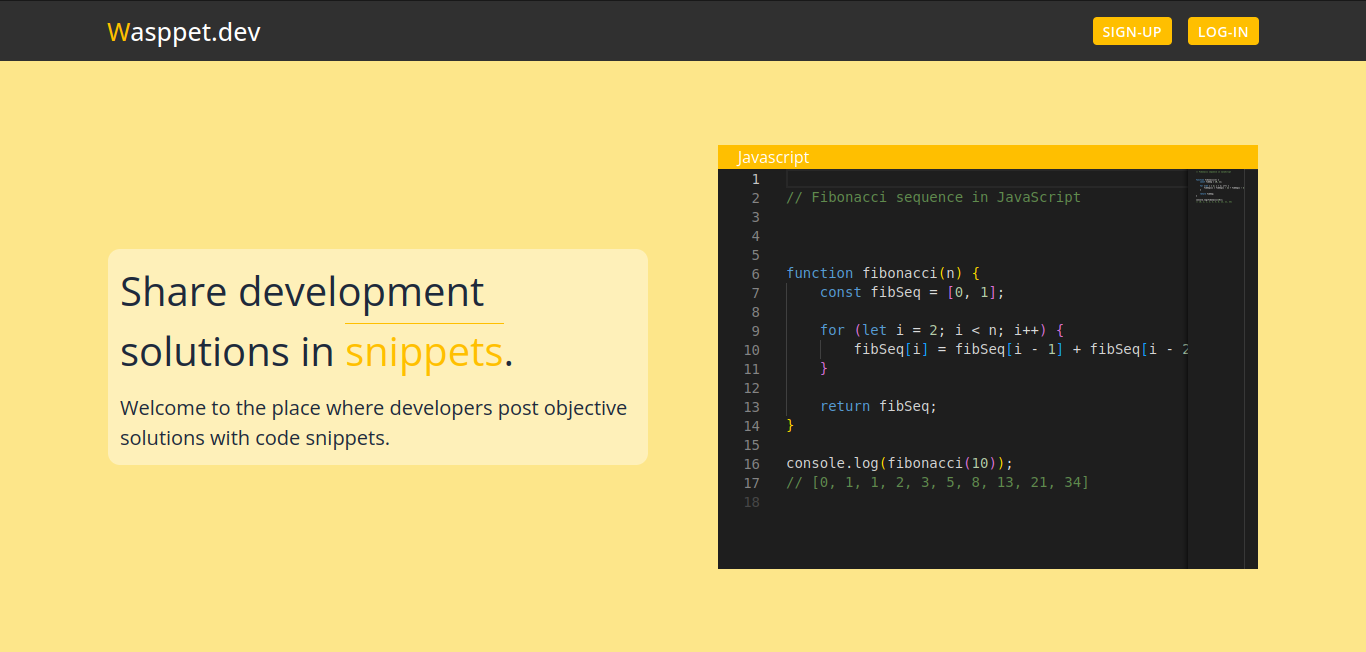 Wasppet.dev
SIGN-UP LOG-IN
Share development
solutions in snippets.
Welcome to the place where developers post objective
solutions with code snippets.
Javascript
1
2 // Fibonacci sequence in JavaScript
3
4
5
6 function fibonacci(n) {
7     const fibSeq = [0, 1];
8
9     for (let i = 2; i < n; i++) {
10         fibSeq[i] = fibSeq[i - 1] + fibSeq[i - 2
11     }
12
13     return fibSeq;
14 }
15
16 console.log(fibonacci(10));
17 // [0, 1, 1, 2, 3, 5, 8, 13, 21, 34]
18